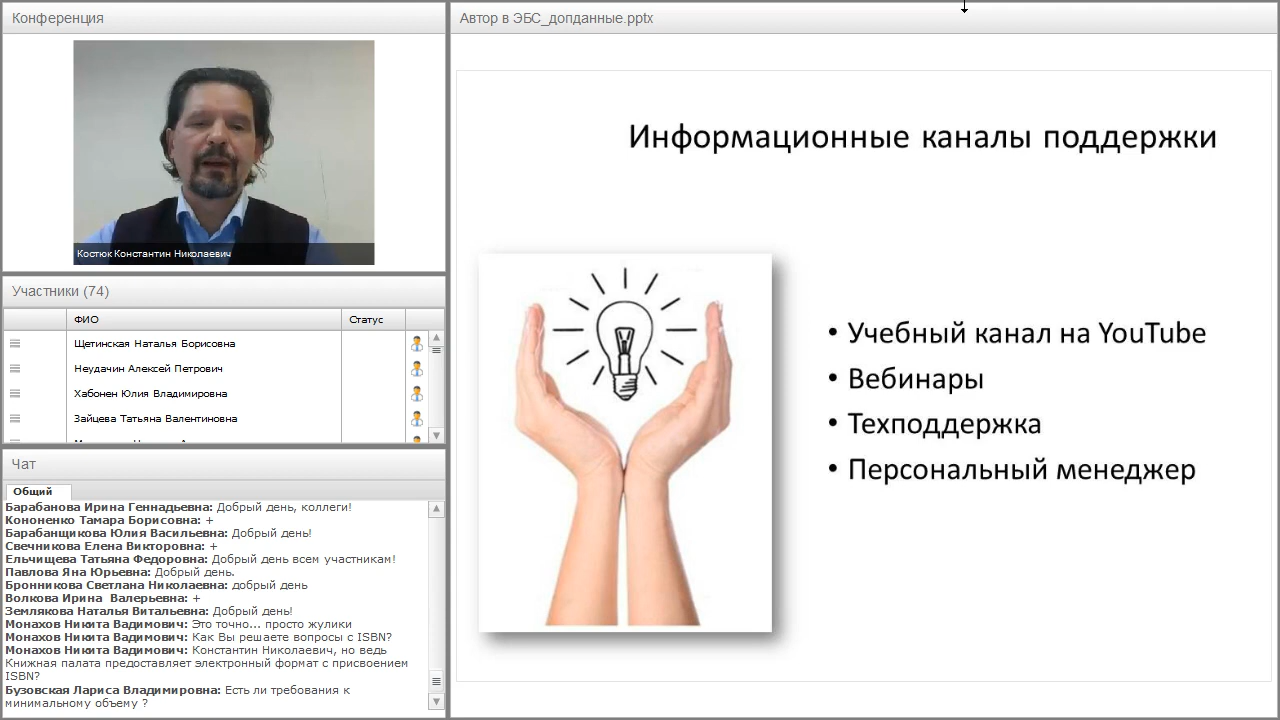 Конференция
Костюк Константин Николаевич
Участники (74)
ФИО
Статус
Щетинская Наталья Борисовна
Неудачин Алексей Петрович
Хабонен Юлия Владимировна
Зайцева Татьяна Валентиновна
Чат
Общий
Барабанова Ирина Геннадьевна: Добрый день, коллеги!
Кононенко Тамара Борисовна: +
Барабанщикова Юлия Васильевна: Добрый день!
Свечникова Елена Викторовна: +
Ельчищева Татьяна Федоровна: Добрый день всем участникам!
Павлова Яна Юрьевна: Добрый день.
Бронникова Светлана Николаевна: добрый день
Волкова Ирина  Валерьевна: +
Землякова Наталья Витальевна: Добрый день!
Монахов Никита Вадимович: Это точно... просто жулики
Монахов Никита Вадимович: Как Вы решаете вопросы с ISBN?
Монахов Никита Вадимович: Константин Николаевич, но ведь
Книжная палата предоставляет электронный формат с присвоением
ISBN?
Бузовская Лариса Владимировна: Есть ли требования к
минимальному объему ?
Автор в ЭБС_допданные.pptx
Информационные каналы поддержки
• Учебный канал на YouTube
• Вебинары
• Техподдержка
• Персональный менеджер